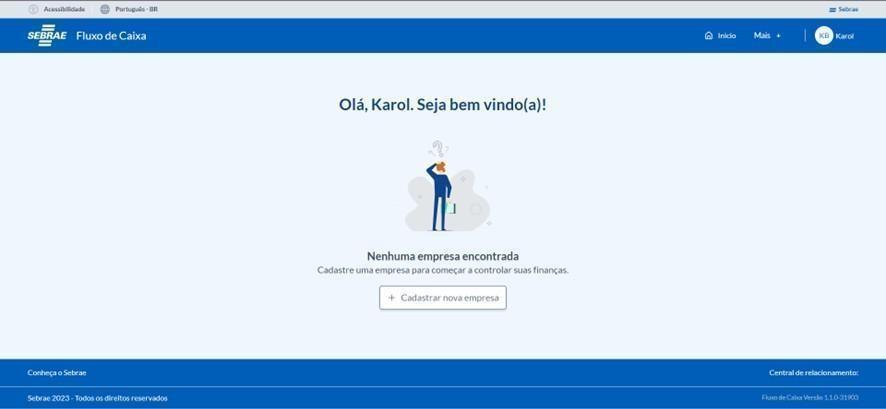 Acessibilidade
Português - BR
Sebrae
SEBRAE
Fluxo de Caixa
Início
Mais +
KB
Karol
Olá, Karol. Seja bem vindo(a)!
Nenhuma empresa encontrada
Cadastre uma empresa para começar a controlar suas finanças.
+ Cadastrar nova empresa
Conheça o Sebrae
Central de relacionamento:
Sebrae 2023 - Todos os direitos reservados
Fluxo de Caixa Versão 1.1.0-31903